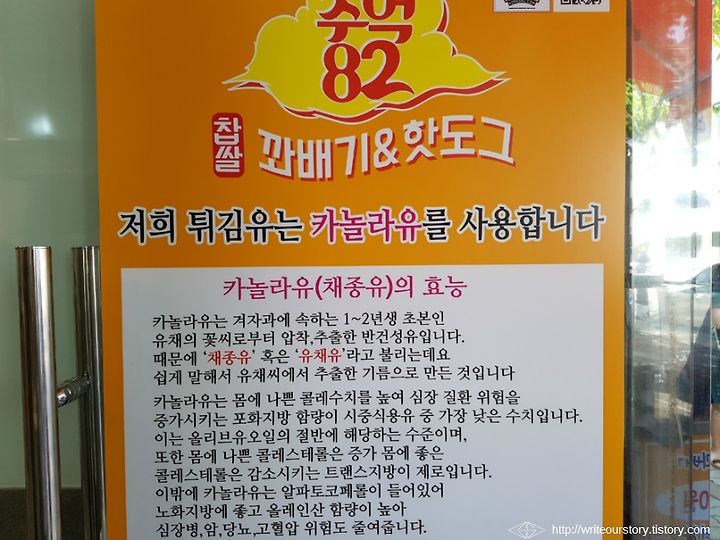 추억
82
찹쌀
꽈배기&핫도그
저희 튀김유는 카놀라유를 사용합니다
카놀라유(채종유)의 효능
카놀라유는 겨자과에 속하는 1~2년생 초본인
유채의 꽃씨로부터 압착,추출한 반건성유입니다.
때문에 '채종유' 혹은 '유채유'라고 불리는데요
쉽게 말해서 유채씨에서 추출한 기름으로 만든 것입니다
카놀라유는 몸에 나쁜 콜레수치를 높여 심장 질환 위험을
증가시키는 포화지방 함량이 시중식용유 중 가장 낮은 수치입니다.
이는 올리브유오일의 절반에 해당하는 수준이며,
또한 몸에 나쁜 콜레스테롤은 증가 몸에 좋은
콜레스테롤은 감소시키는 트랜스지방이 제로입니다.
이밖에 카놀라유는 알파토코페롤이 들어있어
노화지방에 좋고 올레인산 함량이 높아
심장병,암,당뇨,고혈압 위험도 줄여줍니다.
http://writeourstory.tistory.com